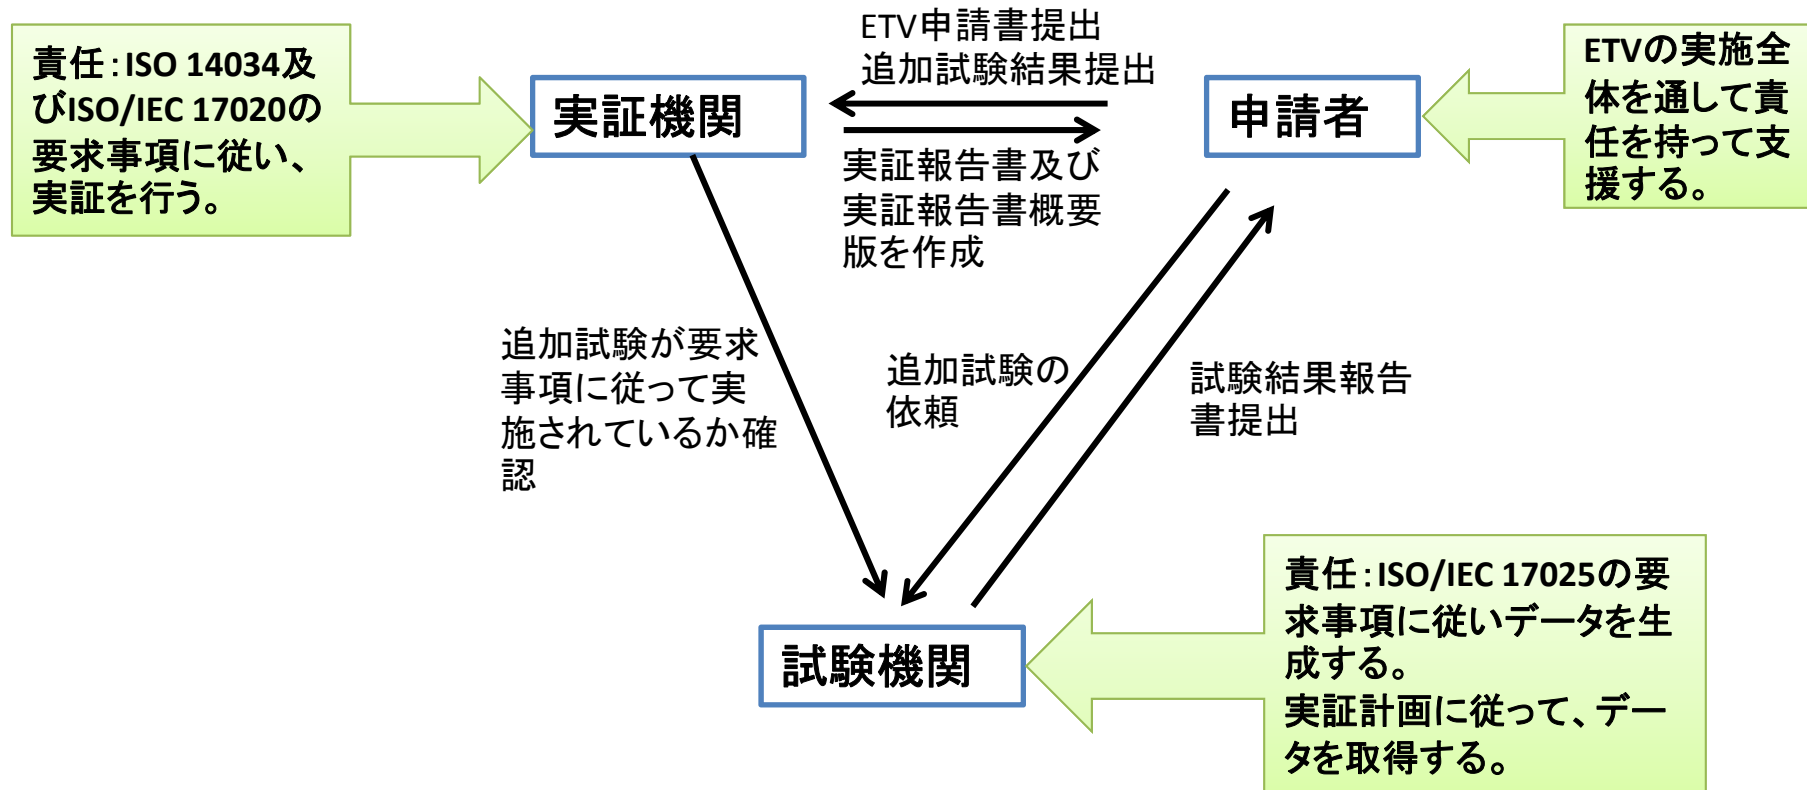 責任：ISO 14034及
びISO/IEC 17020の
要求事項に従い、
実証を行う。
実証機関
ETV申請書提出
追加試験結果提出
実証報告書及び
実証報告書概要
版を作成
申請者
ETVの実施全
体を通して責
任を持って支
援する。
追加試験が要求
事項に従って実
施されているか確
認
追加試験の
依頼
試験結果報告
書提出
試験機関
責任：ISO/IEC 17025の要
求事項に従いデータを生
成する。
実証計画に従って、デー
タを取得する。